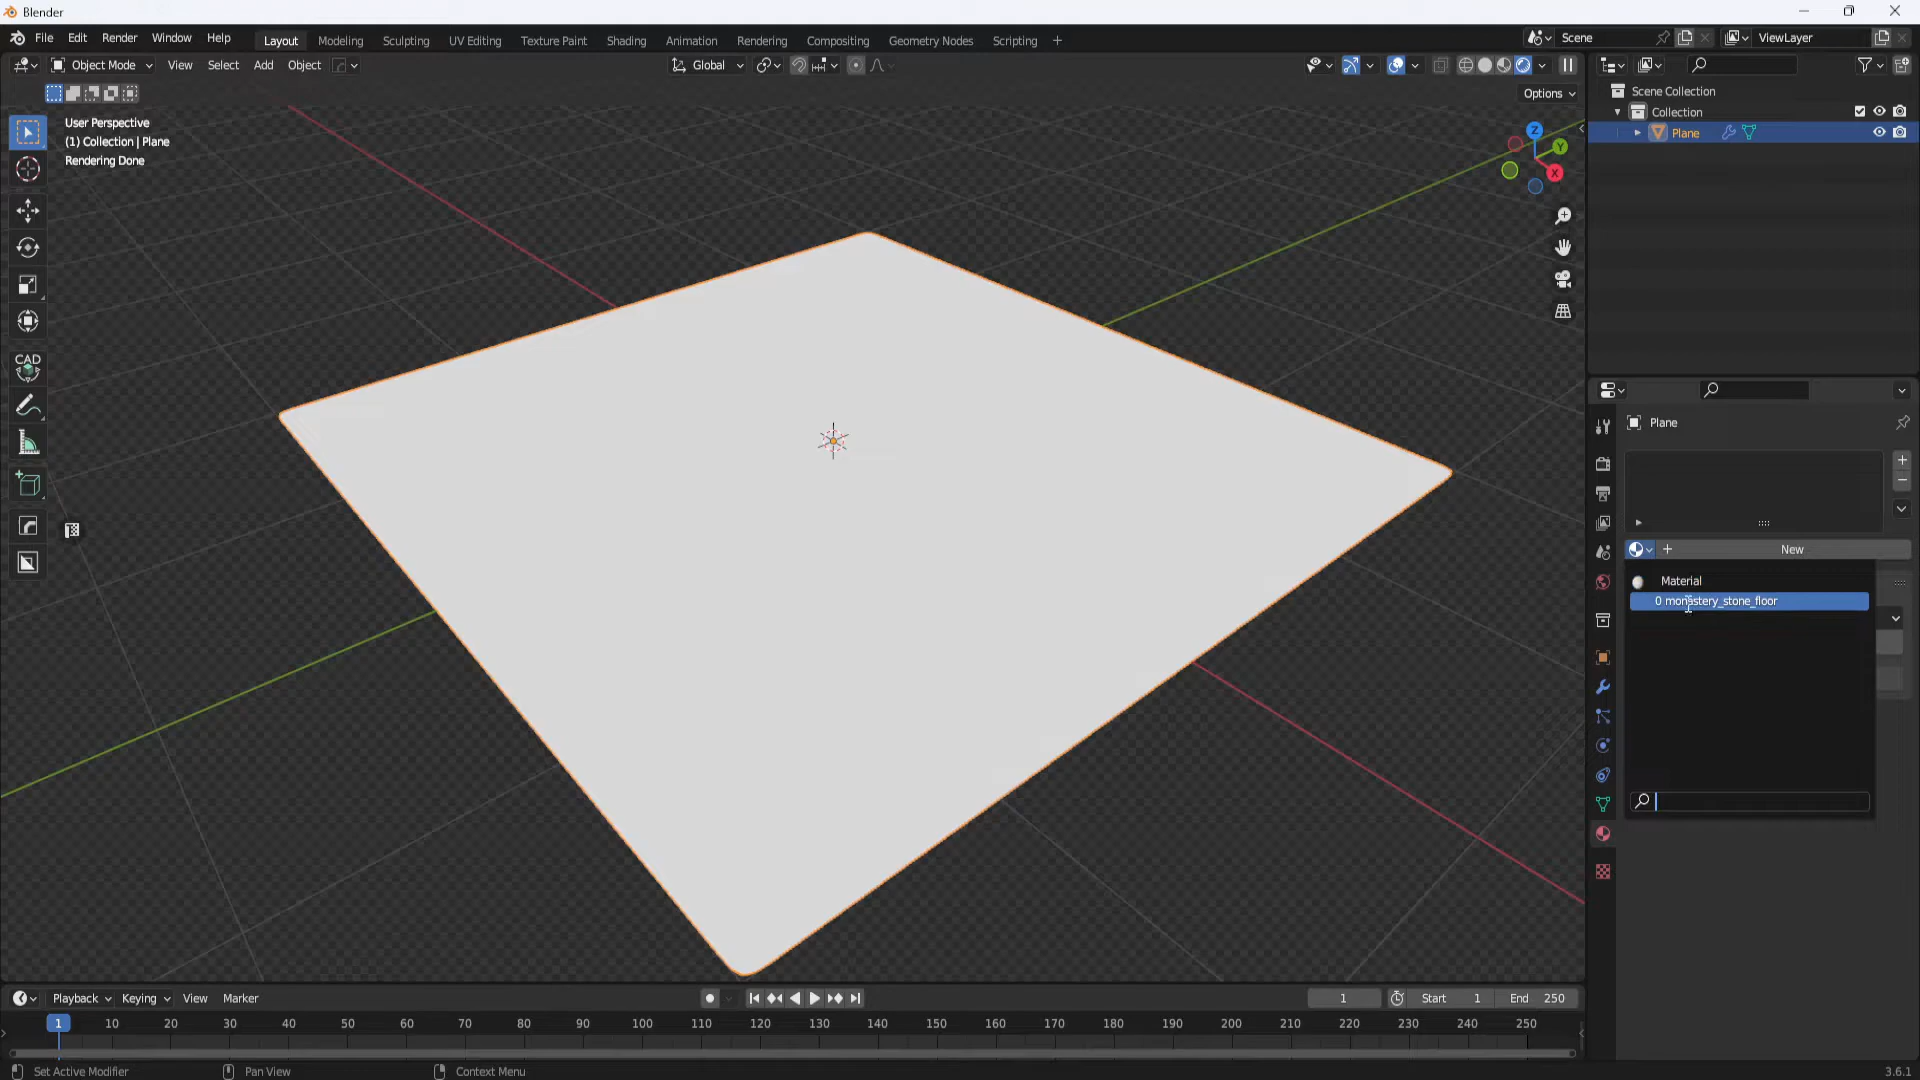 Blender
File Edit Render Window Help Layout Modeling Sculpting UV Editing Texture Paint Shading Animation Rendering Compositing Geometry Nodes Scripting + Scene ViewLayer
Object Mode View Select Add Object Global
Options
User Perspective
(1) Collection | Plane
Rendering Done
Z
Y
X
CAD
Scene Collection
Collection
Plane
Plane
New
Material
0 monastery_stone_floor
Playback Keying View Marker 1 Start 1 End 250
1 10 20 30 40 50 60 70 80 90 100 110 120 130 140 150 160 170 180 190 200 210 220 230 240 250
Set Active Modifier Pan View Context Menu 3.6.1